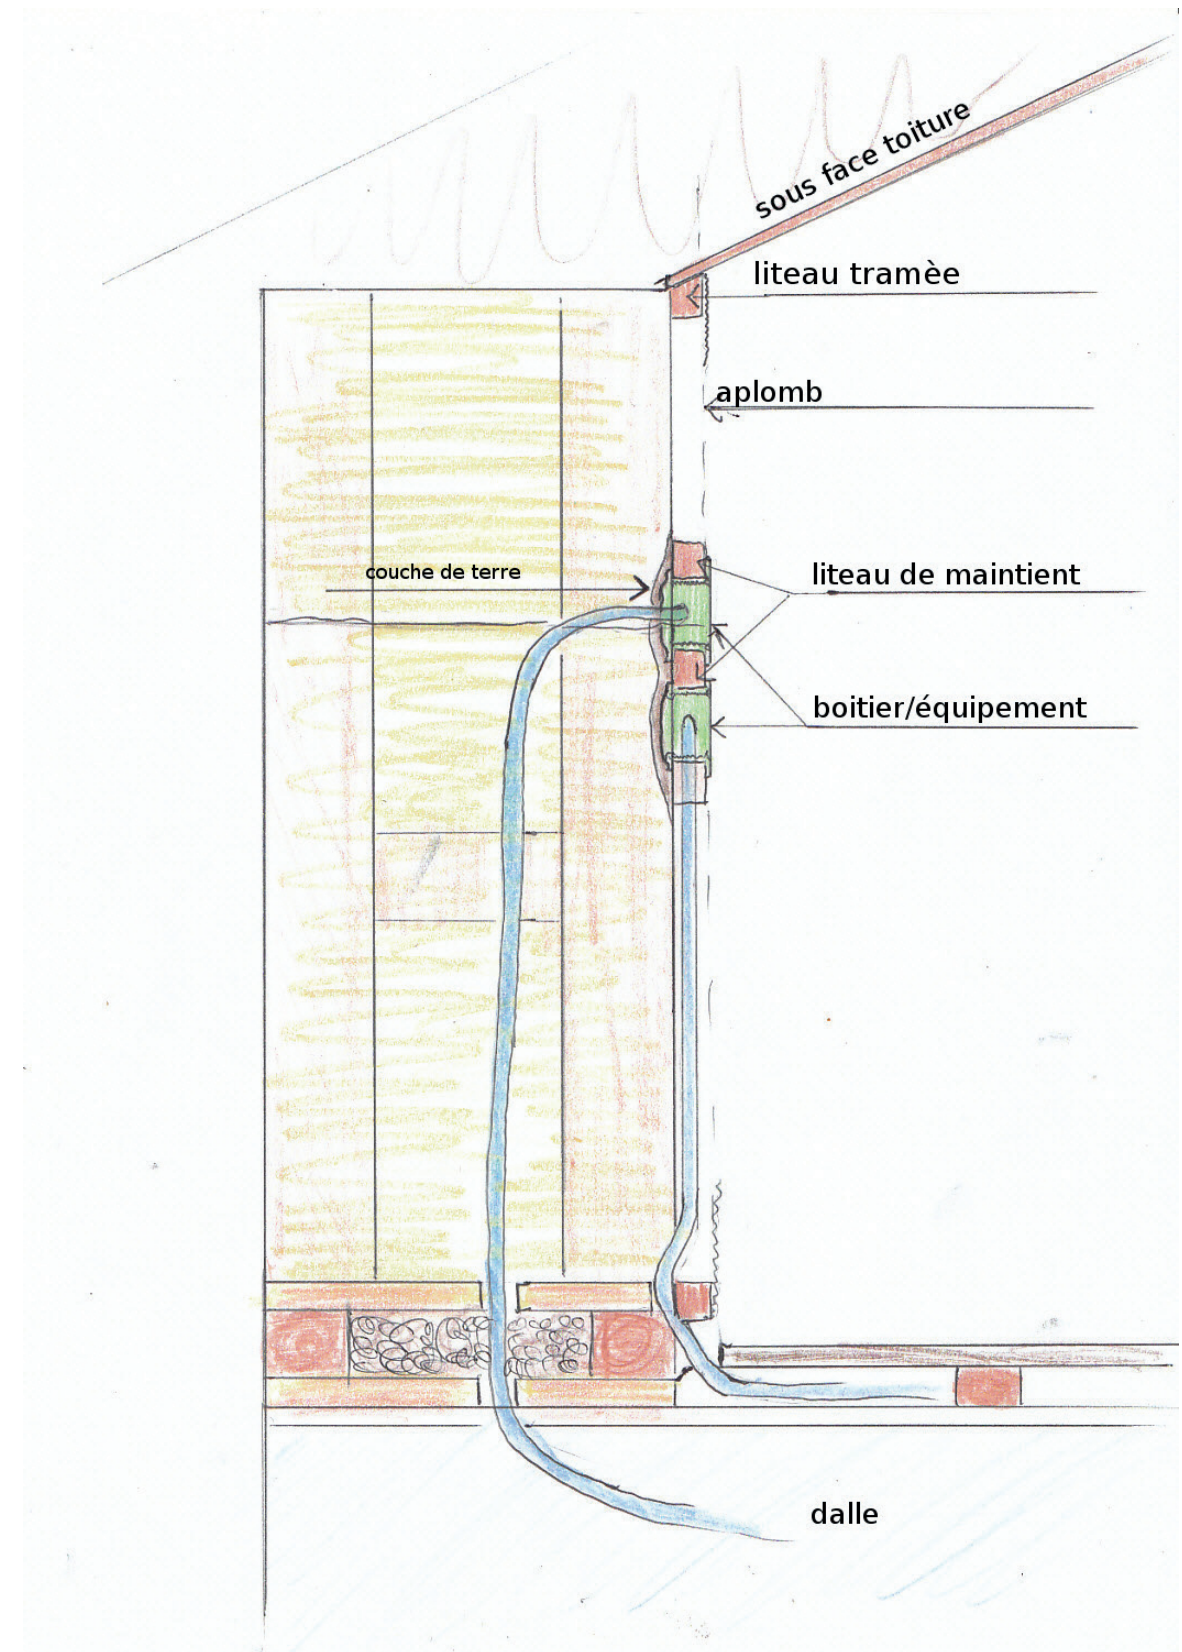 sous face toiture
liteau tramèe
aplomb
couche de terre
liteau de maintient
boitier/équipement
dalle